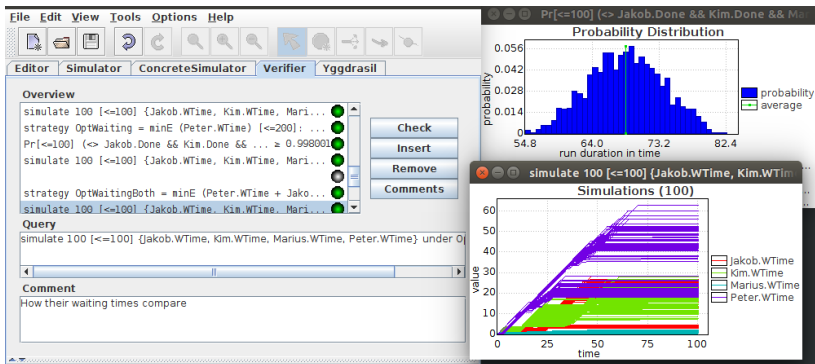 File Edit View Tools Options Help
Editor Simulator ConcreteSimulator Verifier Yggdrasil
Overview
simulate 100 [<=100] {Jakob.WTime, Kim.WTime, Mari...
strategy OptWaiting = minE (Peter.WTime) [<=200]: ...
Pr[<=100] (<> Jakob.Done && Kim.Done && ... ≥ 0.998001
simulate 100 [<=100] {Jakob.WTime, Kim.WTime, Mari...
strategy OptWaitingBoth = minE (Peter.WTime + Jako...
simulate 100 [<=100] {Jakob.WTime, Kim.WTime, Mari...
Check
Insert
Remove
Comments
Query
simulate 100 [<=100] {Jakob.WTime, Kim.WTime, Marius.WTime, Peter.WTime} under Op
Comment
How their waiting times compare
Pr[<=100] (<> Jakob.Done && Kim.Done && Ma
Probability Distribution
probability
0.056
0.042
0.028
0.014
0
54.8 64.0 73.2 82.4
run duration in time
probability
average
simulate 100 [<=100] {Jakob.WTime, Kim.WTim
Simulations (100)
value
60
50
40
30
20
10
0
0 25 50 75 100
time
Jakob.WTime
Kim.WTime
Marius.WTime
Peter.WTime